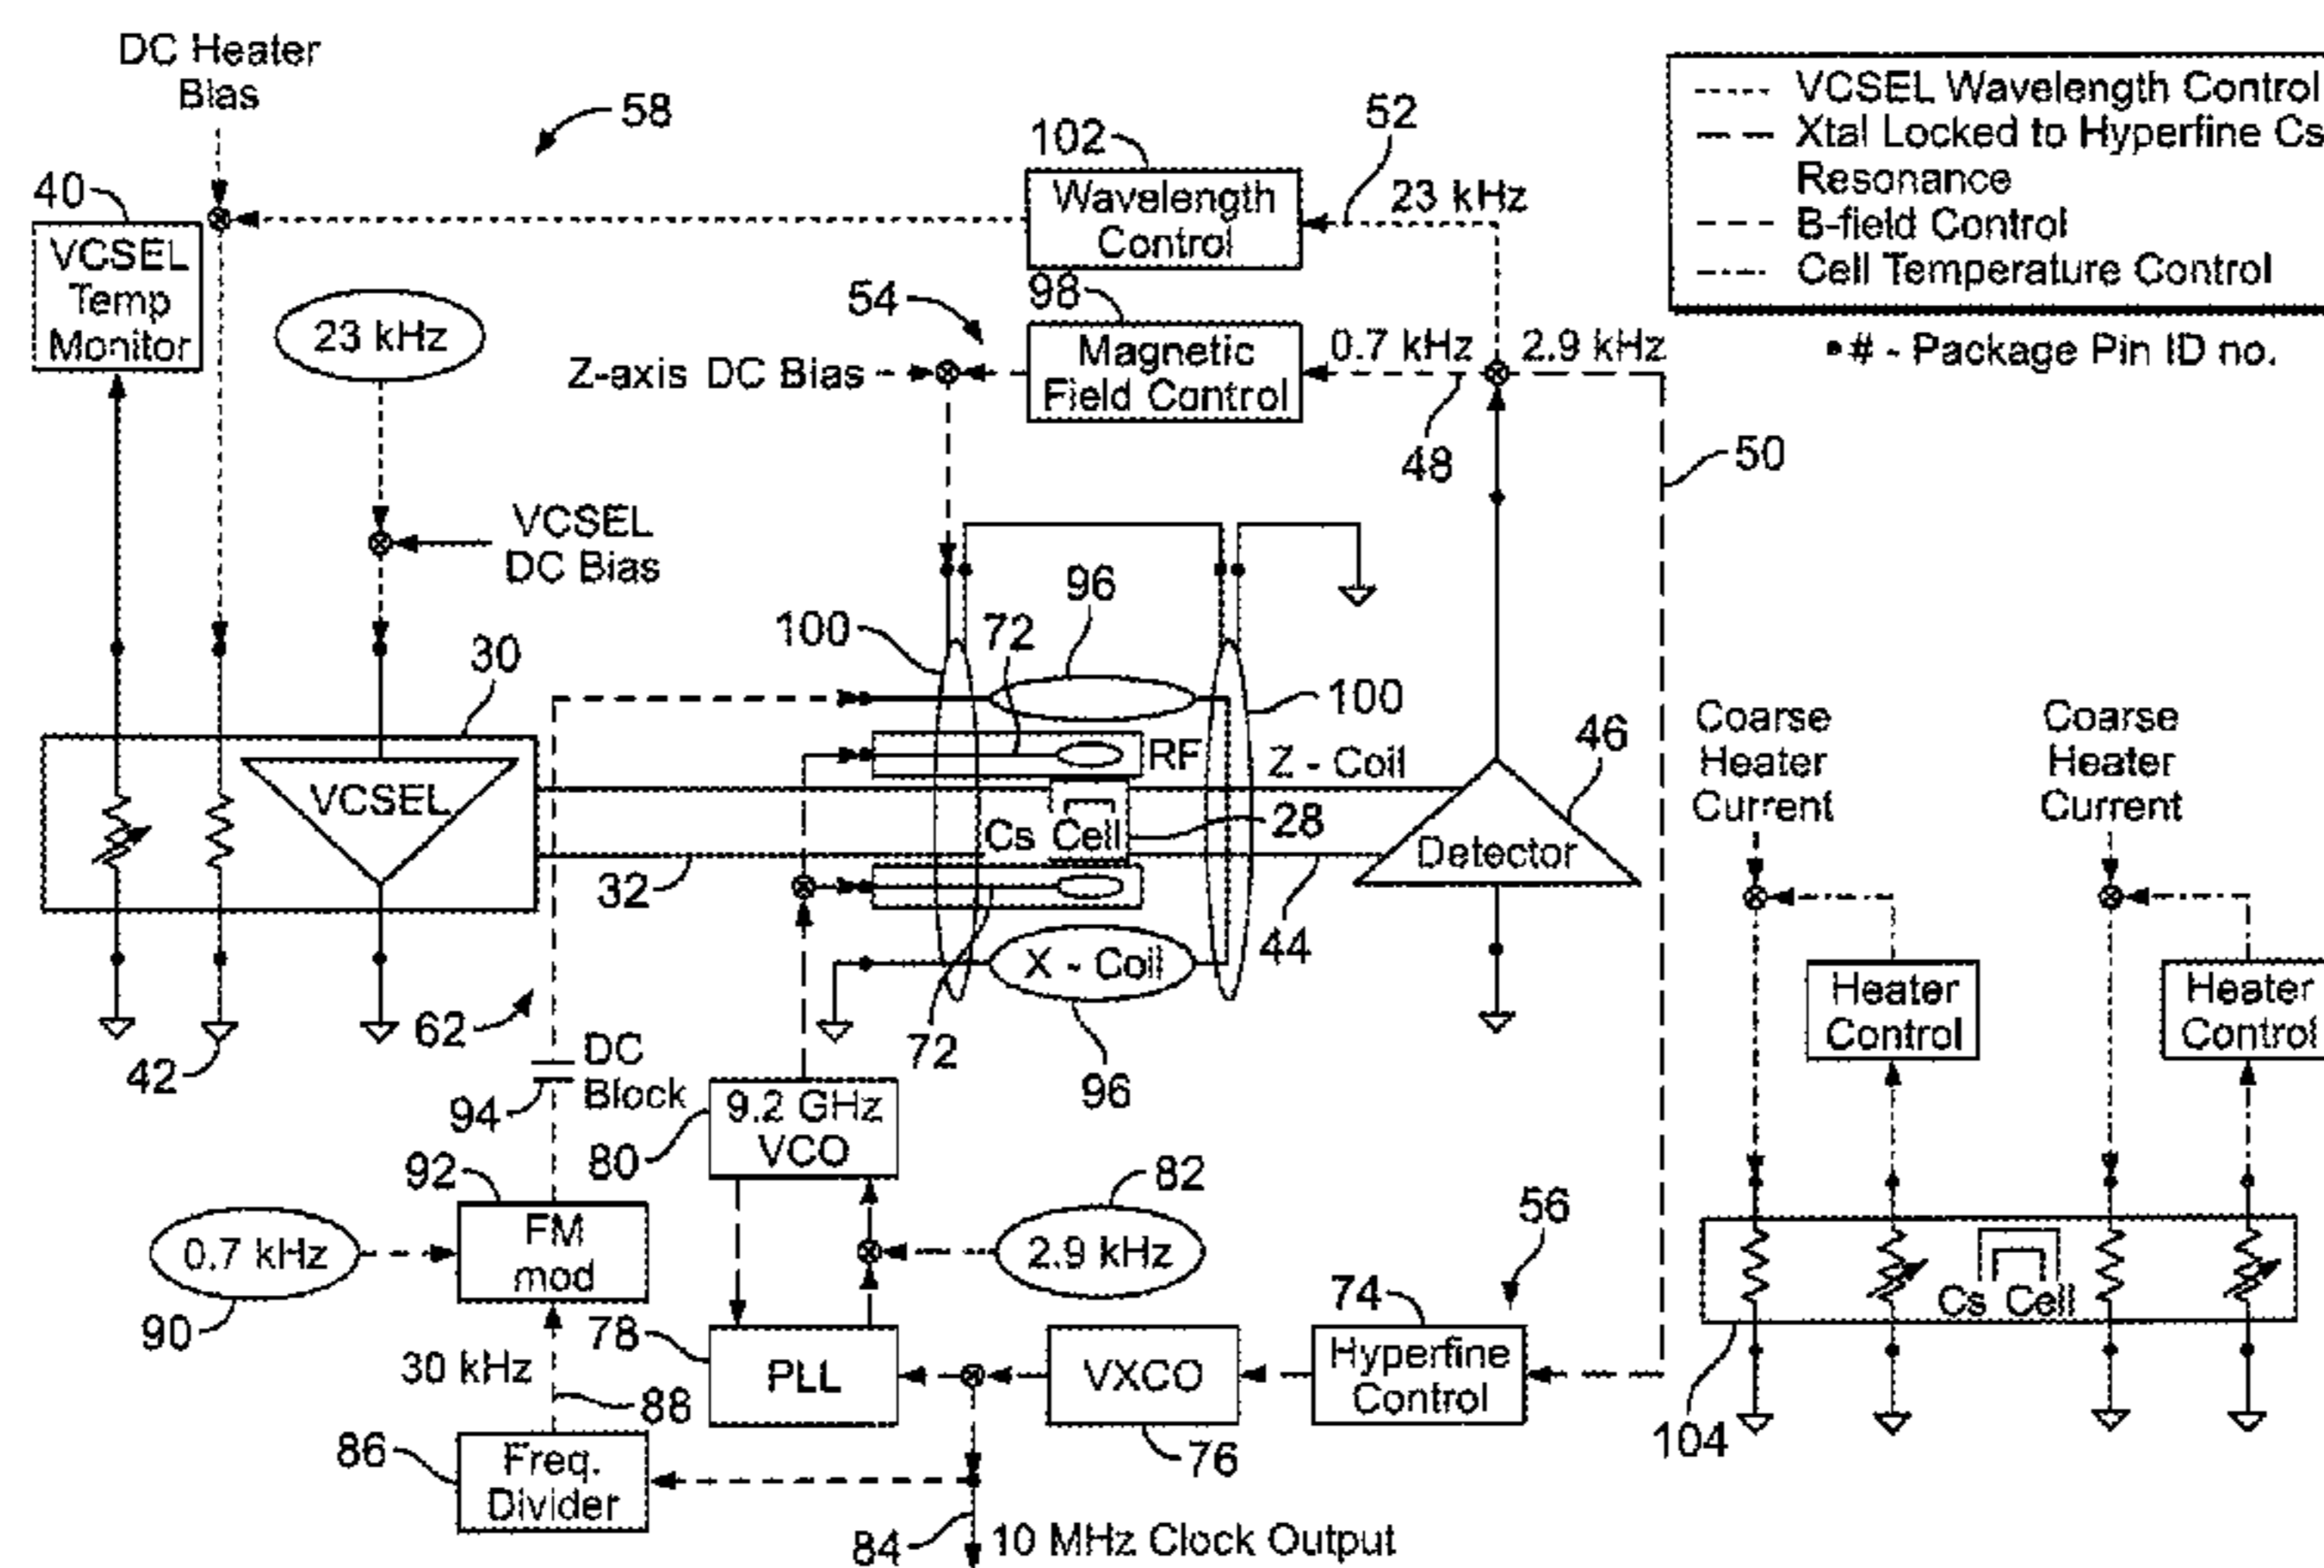 DC Heater
Bias
58
40
VCSEL
Temp
Monitor
23 kHz
VCSEL
DC Bias
102
Wavelength
Control
52
23 kHz
54
98
Magnetic
Field Control
Z-axis DC Bias
0.7 kHz
2.9 kHz
48
50
VCSEL Wavelength Control
Xtal Locked to Hyperfine Cs
Resonance
B-field Control
Cell Temperature Control
# - Package Pin ID no.
30
VCSEL
32
42
62
100
72
96
100
RF
Z - Coil
Cs Cell
28
46
Detector
44
X - Coil
72
96
DC
Block
94
9.2 GHz
VCO
80
92
FM
mod
0.7 kHz
90
82
2.9 kHz
56
78
PLL
VXCO
76
74
Hyperfine
Control
30 kHz
88
86
Freq.
Divider
84
10 MHz Clock Output
Coarse
Heater
Current
Coarse
Heater
Current
Heater
Control
Heater
Control
Cs Cell
104